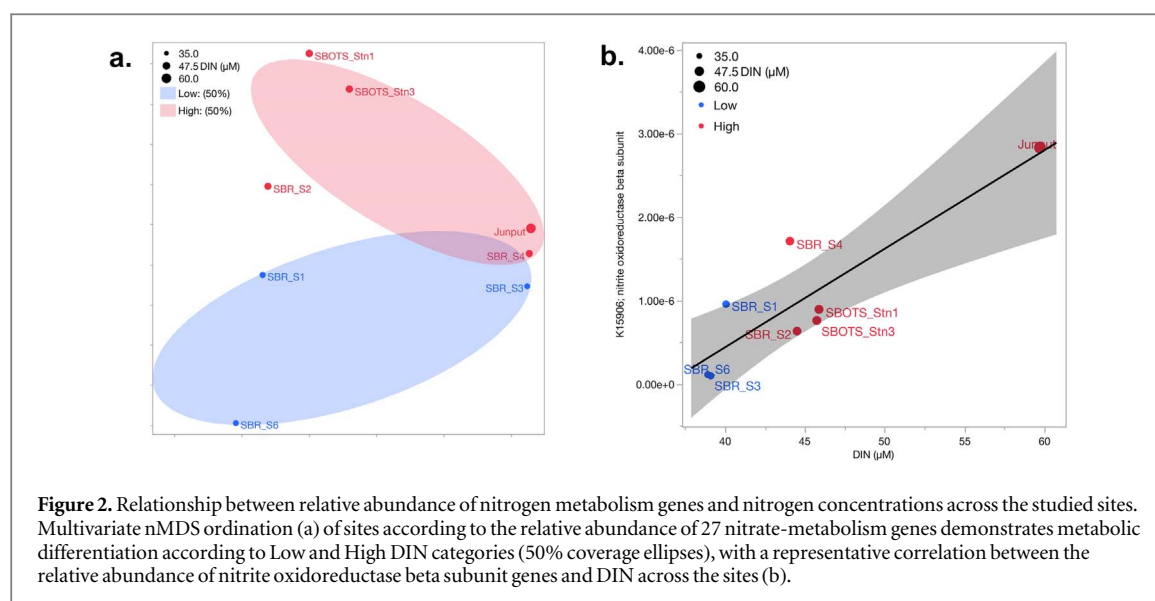 a.
35.0
47.5 DIN (µM)
60.0
Low: (50%)
High: (50%)
SBOTS_Stn1
SBOTS_Stn3
SBR_S2
Junput
SBR_S4
SBR_S1
SBR_S3
SBR_S6
b.
35.0
47.5 DIN (µM)
60.0
Low
High
K15906; nitrite oxidoreductase beta subunit
4.00e-6
3.00e-6
2.00e-6
1.00e-6
0.00e+0
Junput
SBR_S4
SBR_S1
SBOTS_Stn1
SBR_S2
SBOTS_Stn3
SBR_S6
SBR_S3
40
45
50
55
60
DIN (µM)
Figure 2. Relationship between relative abundance of nitrogen metabolism genes and nitrogen concentrations across the studied sites.
Multivariate nMDS ordination (a) of sites according to the relative abundance of 27 nitrate-metabolism genes demonstrates metabolic
differentiation according to Low and High DIN categories (50% coverage ellipses), with a representative correlation between the
relative abundance of nitrite oxidoreductase beta subunit genes and DIN across the sites (b).